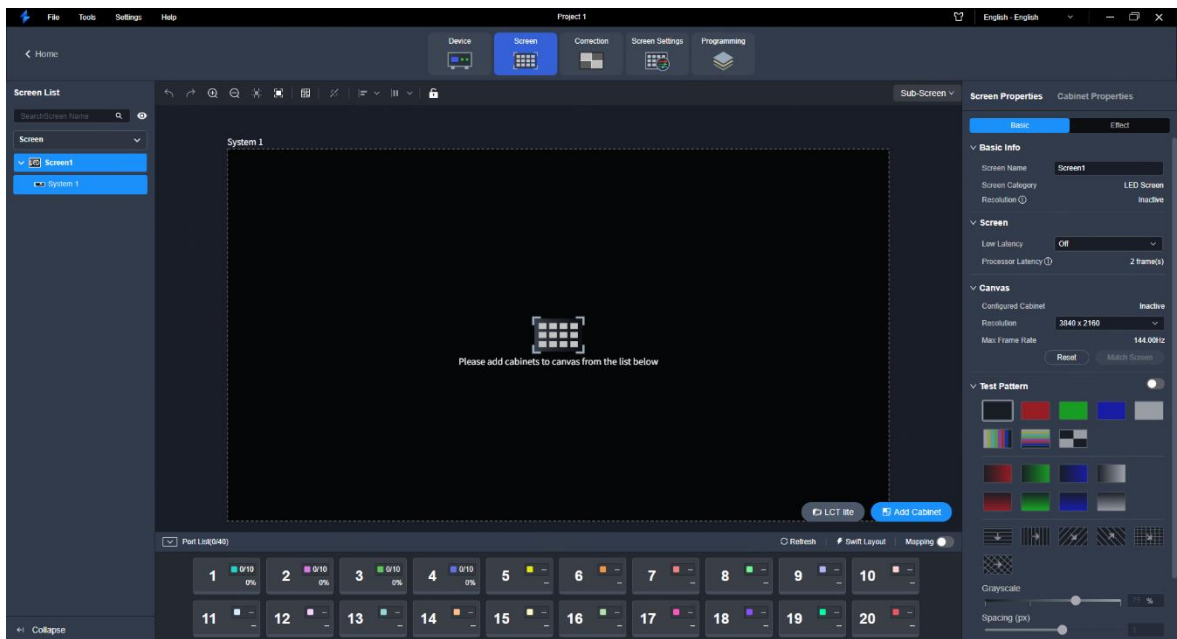 File Tools Settings Help Project 1 English - English
Home
Device Screen Correction Screen Settings Programming
Screen List
SearchScreen Name
Screen
Screen1
System 1
Sub-Screen
System 1
Please add cabinets to canvas from the list below
LCT lite Add Cabinet
Port List(0/40) Refresh Swift Layout Mapping
1 0/10 0% 2 0/10 0% 3 0/10 0% 4 0/10 0% 5 – – 6 – – 7 – – 8 – – 9 – – 10 – –
11 – – 12 – – 13 – – 14 – – 15 – – 16 – – 17 – – 18 – – 19 – – 20 – –
Collapse
Screen Properties Cabinet Properties
Basic Effect
Basic Info
Screen Name Screen1
Screen Category LED Screen
Resolution Inactive
Screen
Low Latency Off
Processor Latency 2 frame(s)
Canvas
Configured Cabinet Inactive
Resolution 3840 x 2160
Max Frame Rate 144.00Hz
Reset Match Screen
Test Pattern
Grayscale %
Spacing (px)